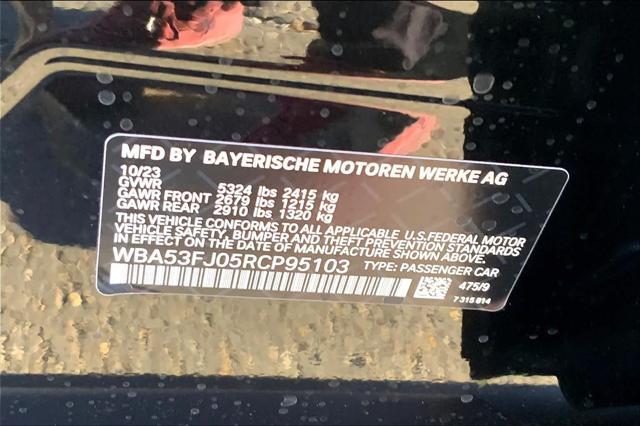 MFD BY BAYERISCHE MOTOREN WERKE AG
10/23
GVWR 5324 lbs 2415 kg
GAWR FRONT 2679 lbs 1215 kg
GAWR REAR 2910 lbs 1320 kg
THIS VEHICLE CONFORMS TO ALL APPLICABLE U.S.FEDERAL MOTOR
VEHICLE SAFETY, BUMPER, AND THEFT PREVENTION STANDARDS
IN EFFECT ON THE DATE OF MANUFACTURE SHOWN ABOVE.
WBA53FJ05RCP95103 TYPE: PASSENGER CAR
475/9
7 315 814